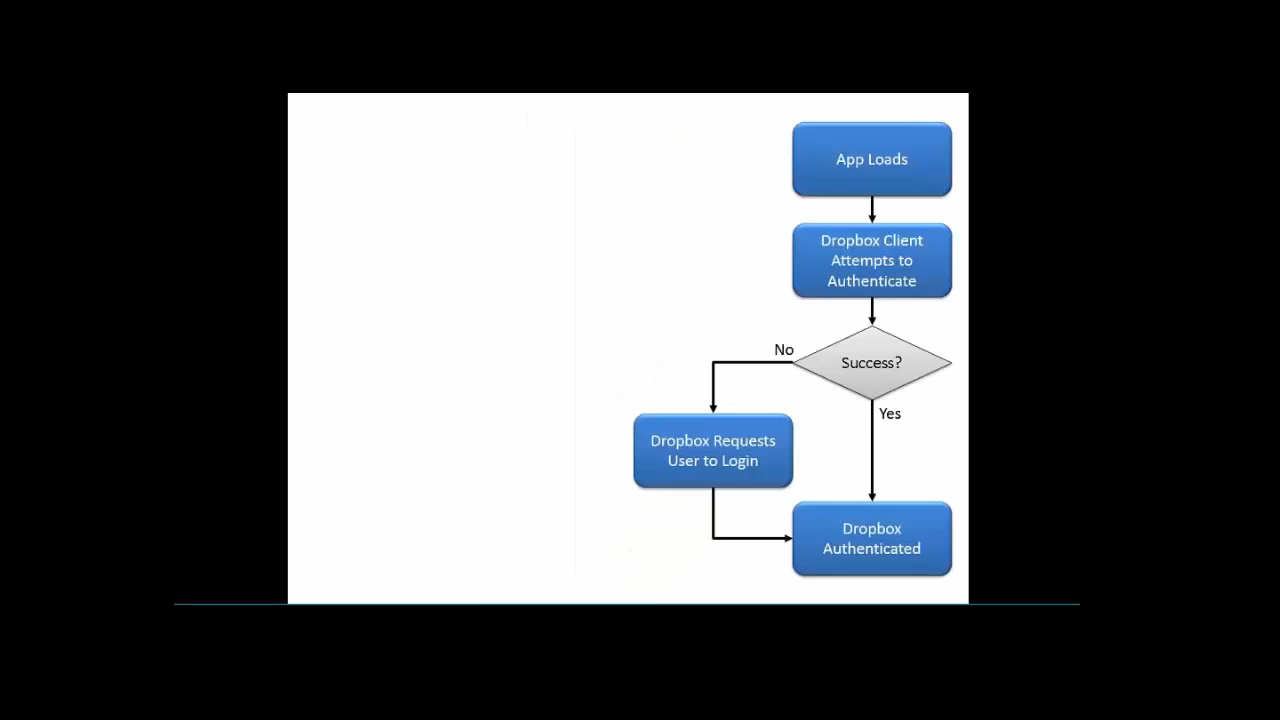 App Loads
Dropbox Client
Attempts to
Authenticate
No
Success?
Yes
Dropbox Requests
User to Login
Dropbox
Authenticated